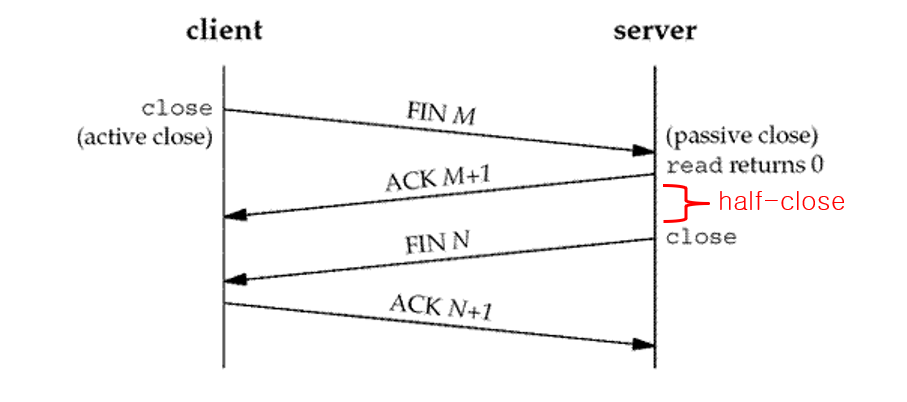 client
server
close
(active close)
FIN M
(passive close)
read returns 0
ACK M+1
half-close
close
FIN N
ACK N+1